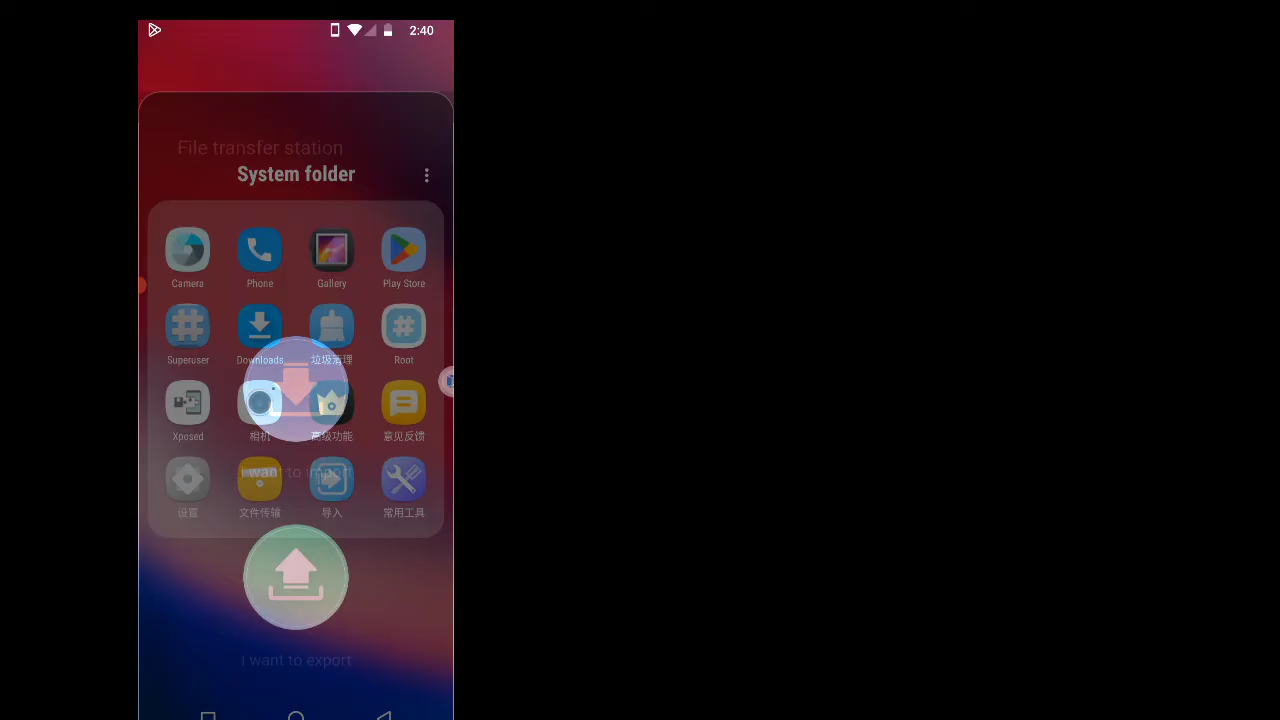 2:40
File transfer station
System folder
Camera Phone Gallery Play Store
Superuser Downloads 垃圾清理 Root
Xposed 相机 高级功能 意见反馈
I want to import
设置 文件传输 导入 常用工具
I want to export